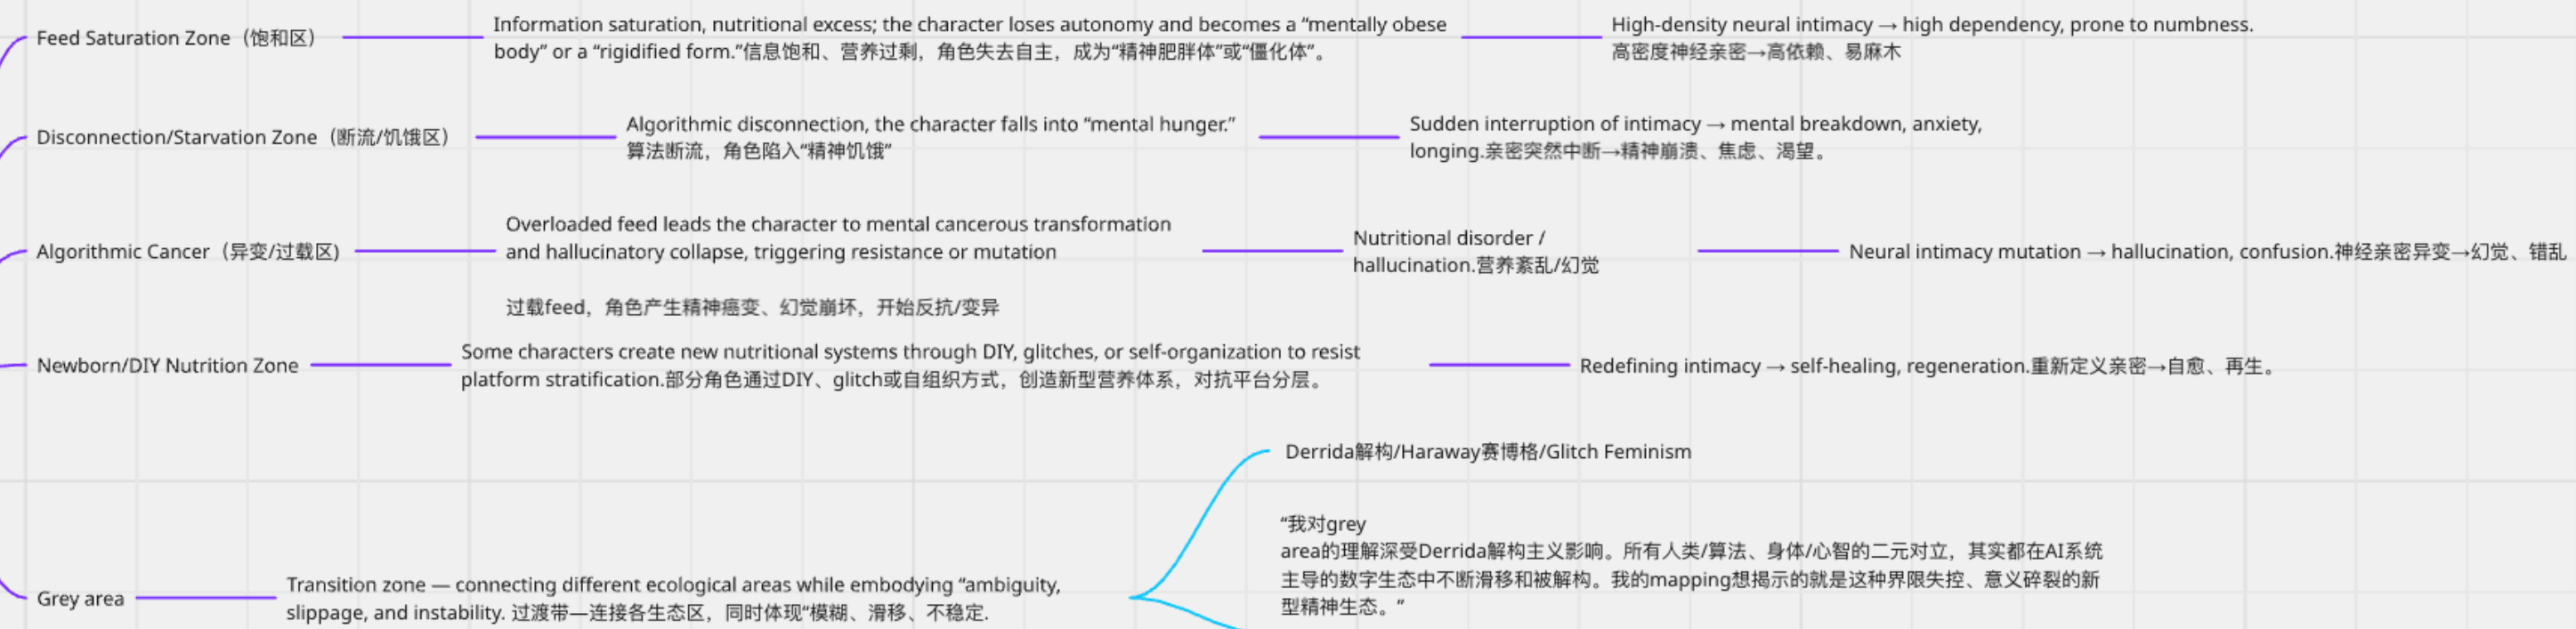 Feed Saturation Zone（饱和区）
Information saturation, nutritional excess; the character loses autonomy and becomes a “mentally obese
body” or a “rigidified form.”信息饱和、营养过剩，角色失去自主，成为“精神肥胖体”或“僵化体”。
High-density neural intimacy → high dependency, prone to numbness.
高密度神经亲密→高依赖、易麻木
Disconnection/Starvation Zone（断流/饥饿区）
Algorithmic disconnection, the character falls into “mental hunger.”
算法断流，角色陷入“精神饥饿”
Sudden interruption of intimacy → mental breakdown, anxiety,
longing.亲密突然中断→精神崩溃、焦虑、渴望。
Algorithmic Cancer（异变/过载区）
Overloaded feed leads the character to mental cancerous transformation
and hallucinatory collapse, triggering resistance or mutation
过载feed，角色产生精神癌变、幻觉崩坏，开始反抗/变异
Nutritional disorder /
hallucination.营养紊乱/幻觉
Neural intimacy mutation → hallucination, confusion.神经亲密异变→幻觉、错乱
Newborn/DIY Nutrition Zone
Some characters create new nutritional systems through DIY, glitches, or self-organization to resist
platform stratification.部分角色通过DIY、glitch或自组织方式，创造新型营养体系，对抗平台分层。
Redefining intimacy → self-healing, regeneration.重新定义亲密→自愈、再生。
Grey area
Transition zone — connecting different ecological areas while embodying “ambiguity,
slippage, and instability. 过渡带—连接各生态区，同时体现“模糊、滑移、不稳定.
Derrida解构/Haraway赛博格/Glitch Feminism
“我对grey
area的理解深受Derrida解构主义影响。所有人类/算法、身体/心智的二元对立，其实都在AI系统
主导的数字生态中不断滑移和被解构。我的mapping想揭示的就是这种界限失控、意义碎裂的新
型精神生态。”